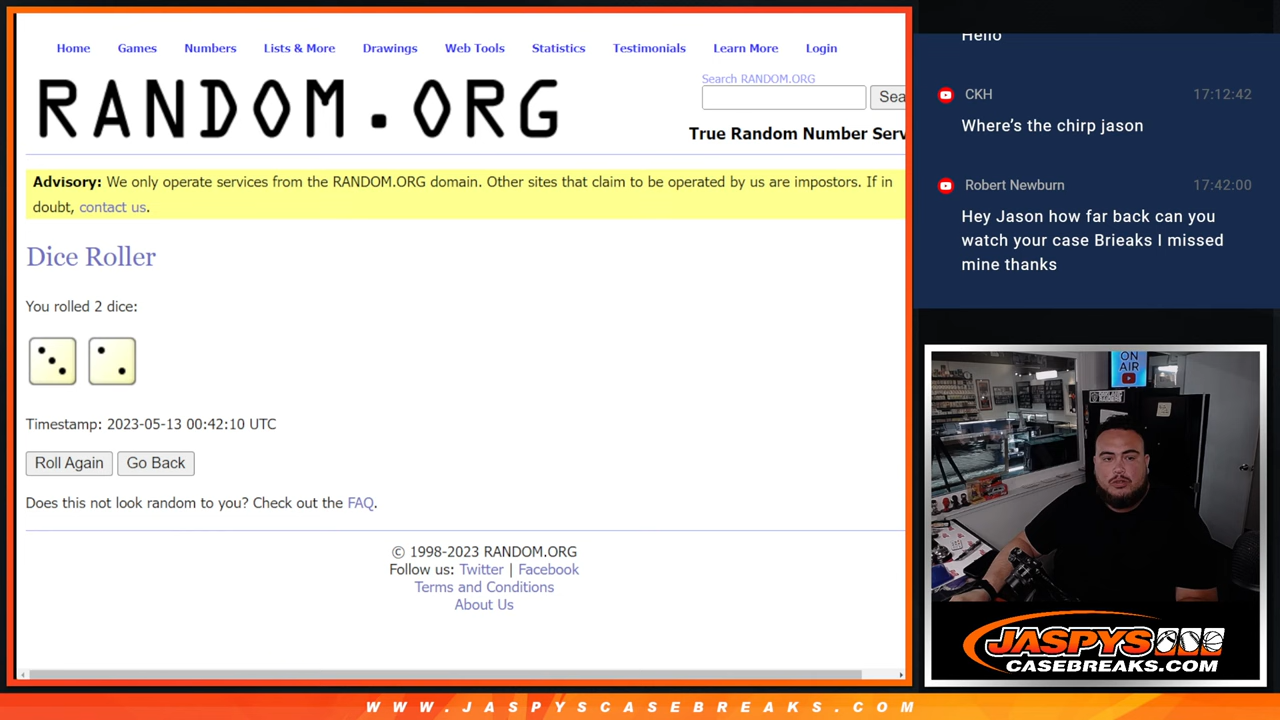 Home Games Numbers Lists & More Drawings Web Tools Statistics Testimonials Learn More Login
RANDOM.ORG
Search RANDOM.ORG
Sea
True Random Number Serv
Advisory: We only operate services from the RANDOM.ORG domain. Other sites that claim to be operated by us are impostors. If in
doubt, contact us.
Dice Roller
You rolled 2 dice:
Timestamp: 2023-05-13 00:42:10 UTC
Roll Again Go Back
Does this not look random to you? Check out the FAQ.
© 1998-2023 RANDOM.ORG
Follow us: Twitter | Facebook
Terms and Conditions
About Us
Hello
CKH 17:12:42
Where’s the chirp jason
Robert Newburn 17:42:00
Hey Jason how far back can you
watch your case Brieaks I missed
mine thanks
ON
AIR
JASPYS
CASEBREAKS.COM
WWW.JASPYSCASEBREAKS.COM